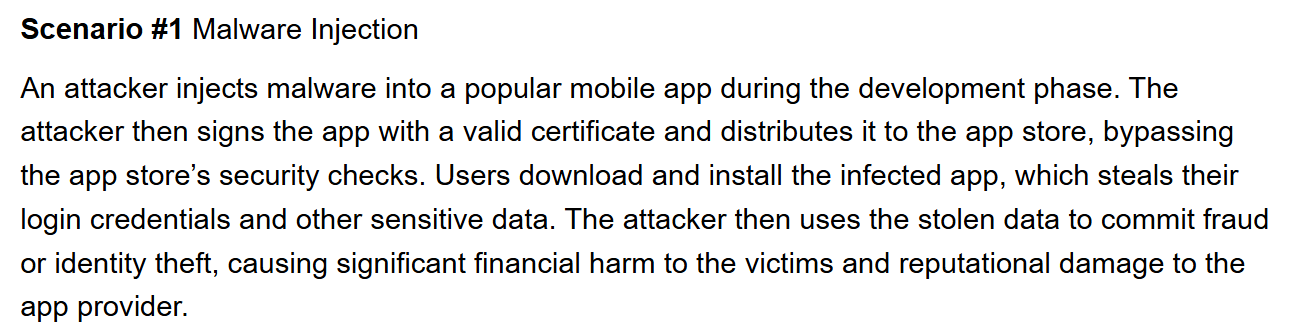 Scenario #1 Malware Injection
An attacker injects malware into a popular mobile app during the development phase. The
attacker then signs the app with a valid certificate and distributes it to the app store, bypassing
the app store’s security checks. Users download and install the infected app, which steals their
login credentials and other sensitive data. The attacker then uses the stolen data to commit fraud
or identity theft, causing significant financial harm to the victims and reputational damage to the
app provider.